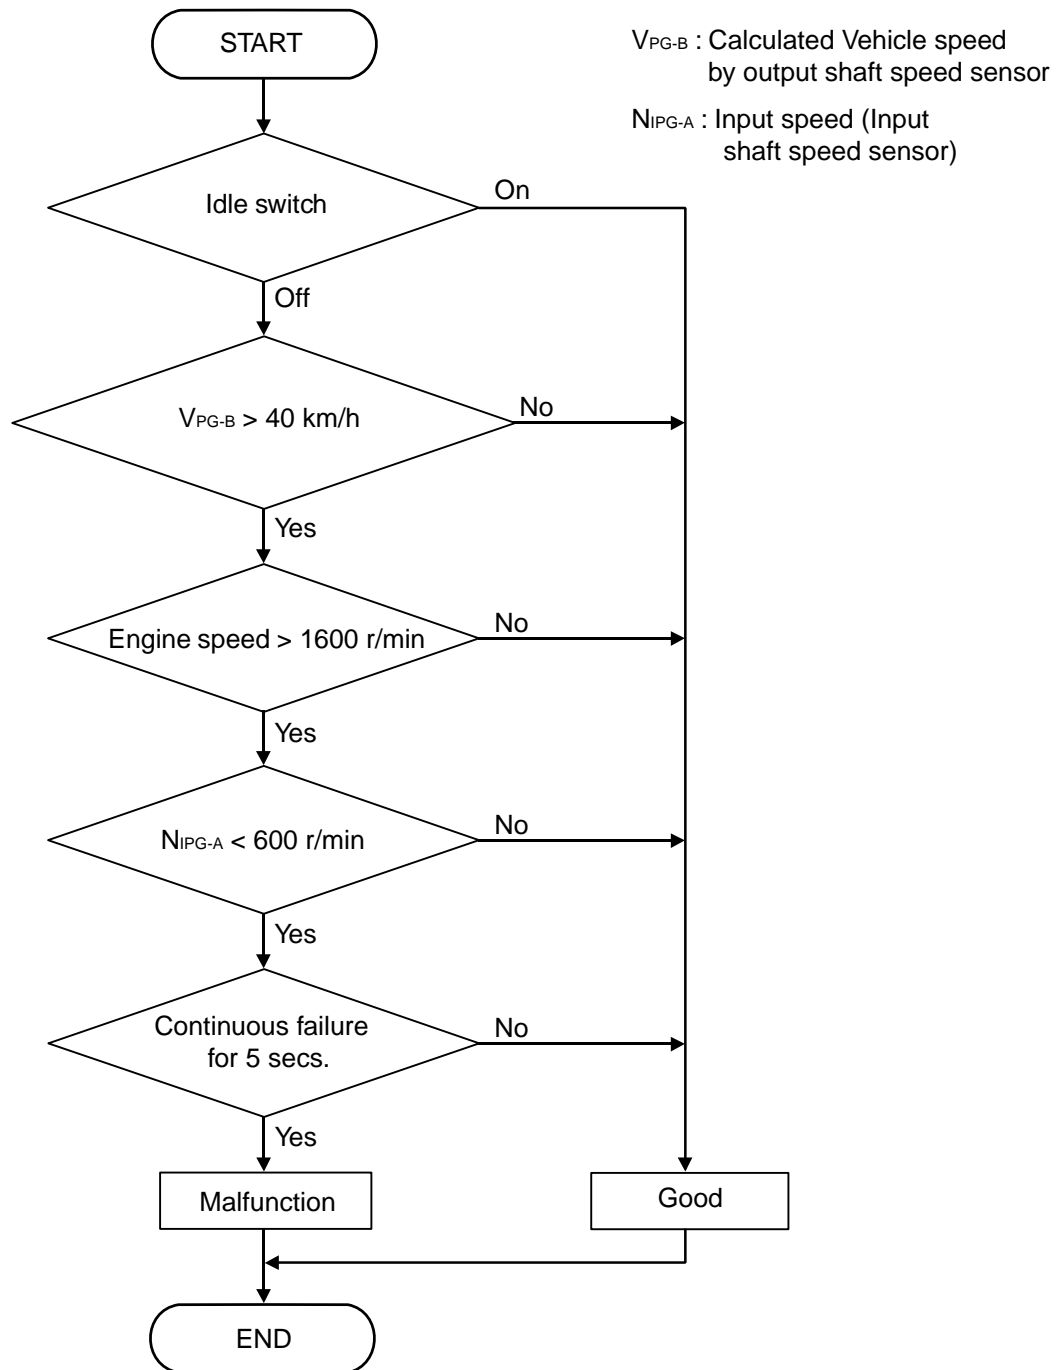 START
VPG-B : Calculated Vehicle speed
by output shaft speed sensor
NIPG-A : Input speed (Input
shaft speed sensor)
Idle switch
On
Off
VPG-B > 40 km/h
No
Yes
Engine speed > 1600 r/min
No
Yes
NIPG-A < 600 r/min
No
Yes
Continuous failure
for 5 secs.
No
Yes
Malfunction
Good
END